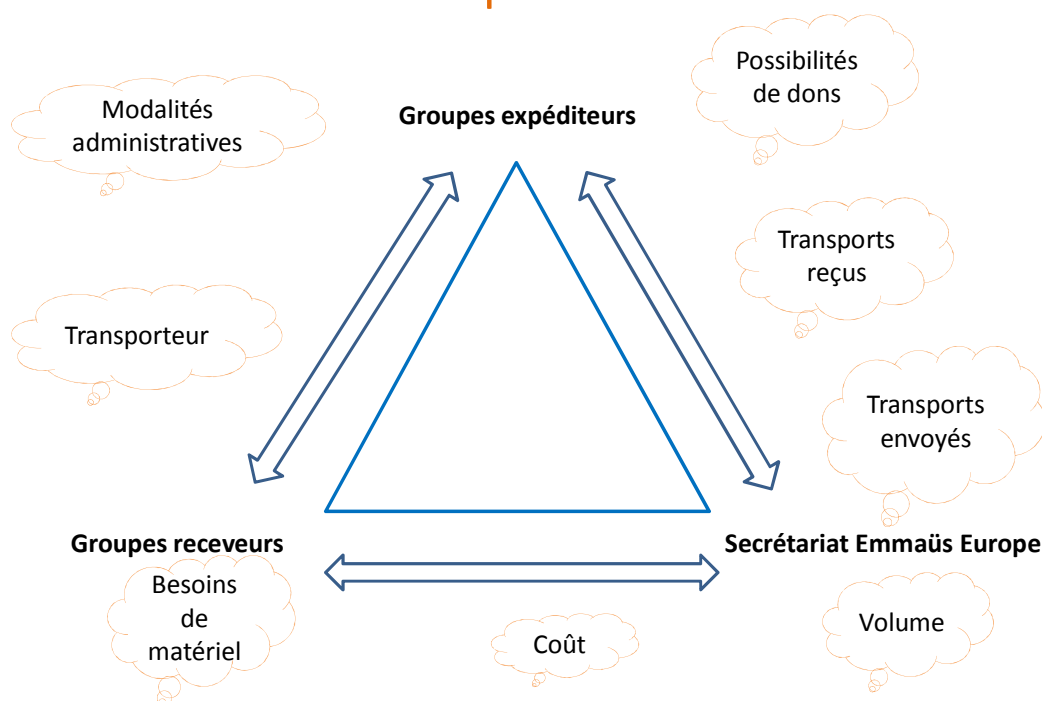 Possibilités
de dons
Modalités
administratives
Groupes expéditeurs
Transports
reçus
Transporteur
Transports
envoyés
Groupes receveurs
Secrétariat Emmaüs Europe
Besoins
de
matériel
Coût
Volume